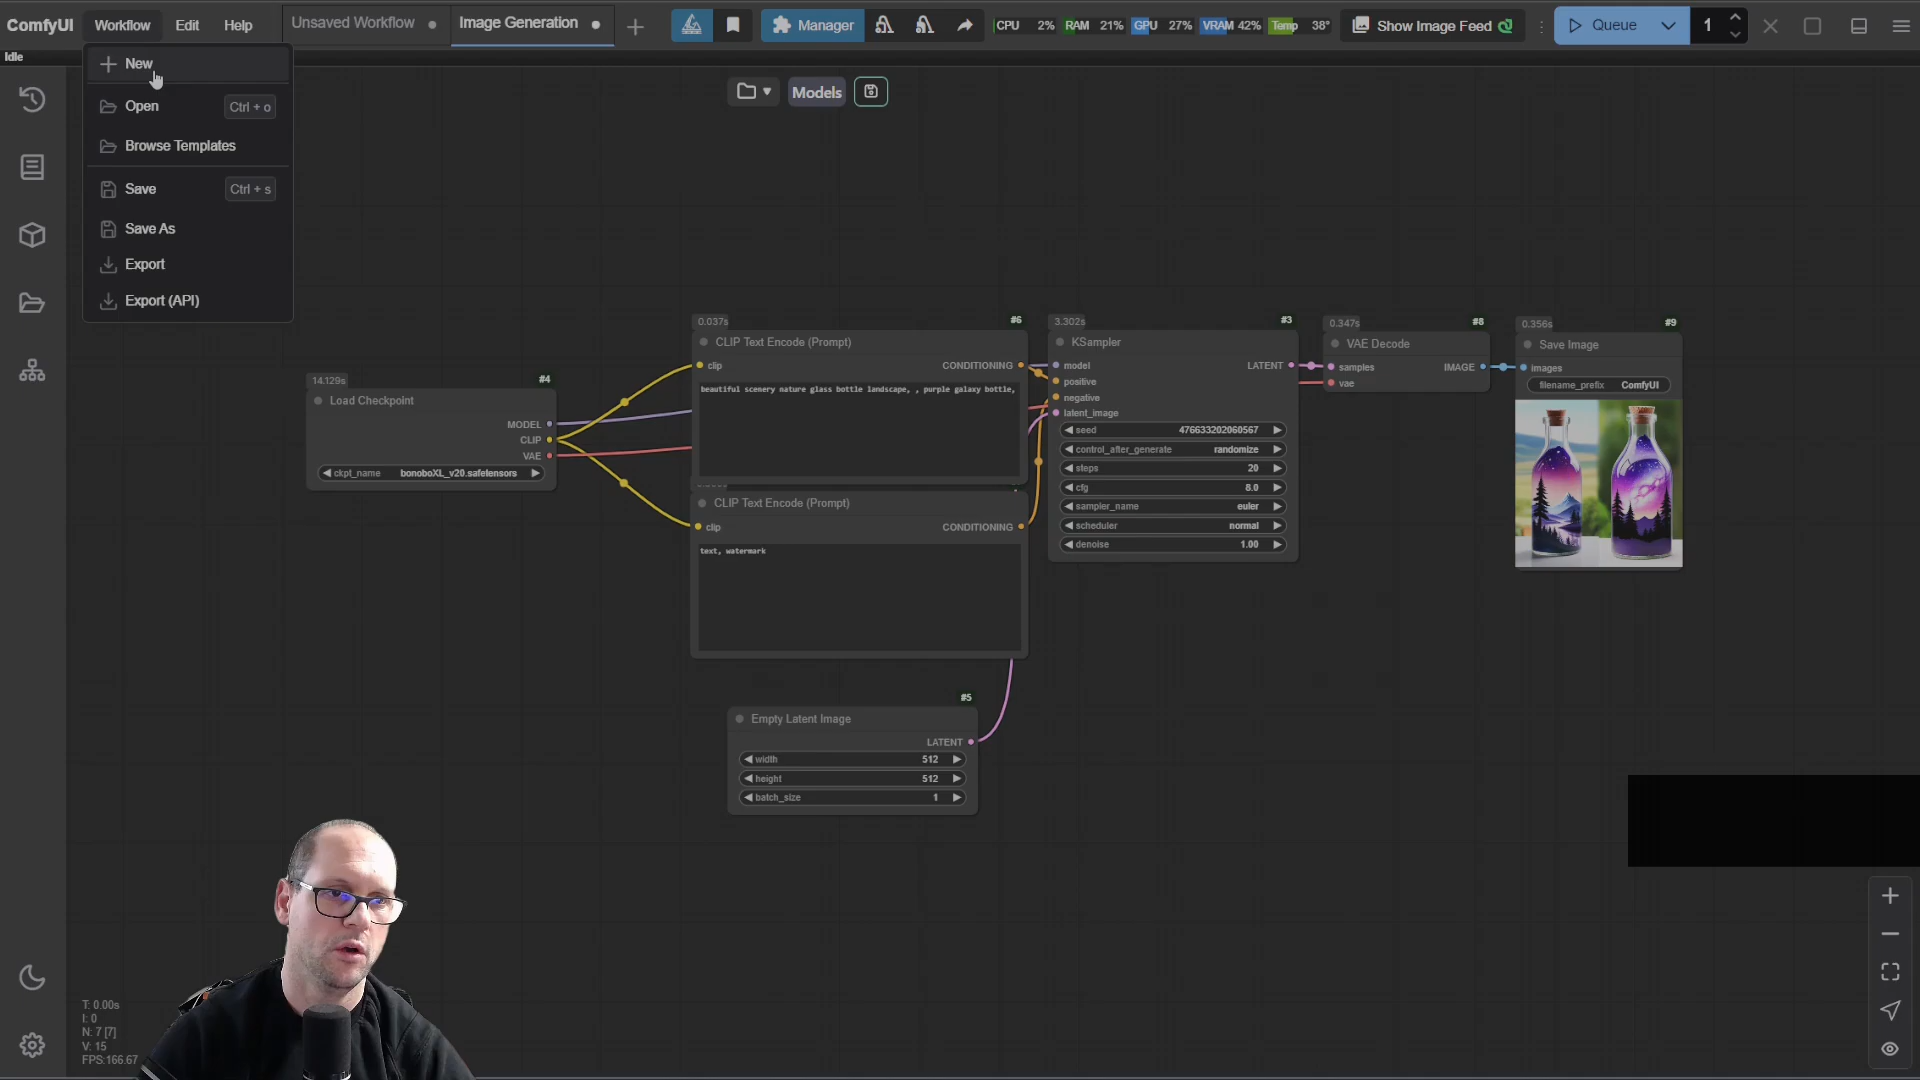 ComfyUI
Workflow
Edit
Help
Unsaved Workflow
Image Generation
Manager
CPU 2%
RAM 21%
GPU 27%
VRAM 42%
Temp 38°
Show Image Feed
Queue
1
Idle
New
Open
Ctrl + o
Browse Templates
Save
Ctrl + s
Save As
Export
Export (API)
Models
14.129s
#4
Load Checkpoint
MODEL
CLIP
VAE
ckpt_name bonoboXL_v20.safetensors
0.037s
#6
CLIP Text Encode (Prompt)
clip
CONDITIONING
beautiful scenery nature glass bottle landscape, , purple galaxy bottle,
CLIP Text Encode (Prompt)
clip
CONDITIONING
text, watermark
#5
Empty Latent Image
LATENT
width 512
height 512
batch_size 1
3.302s
#3
KSampler
model
LATENT
positive
negative
latent_image
seed 476633202060567
control_after_generate randomize
steps 20
cfg 8.0
sampler_name euler
scheduler normal
denoise 1.00
0.347s
#8
VAE Decode
samples
IMAGE
vae
0.356s
#9
Save Image
images
filename_prefix ComfyUI
T: 0.00s
I: 0
N: 7 [7]
V: 15
FPS:166.67